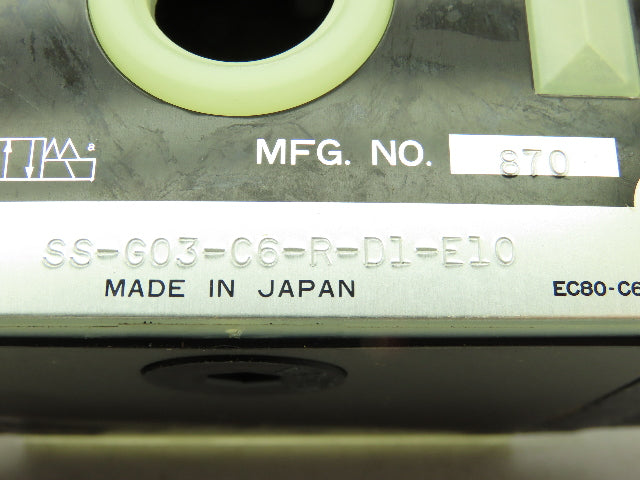 a
MFG. NO. 870
SS-G03-C6-R-D1-E10
MADE IN JAPAN
EC80-C6